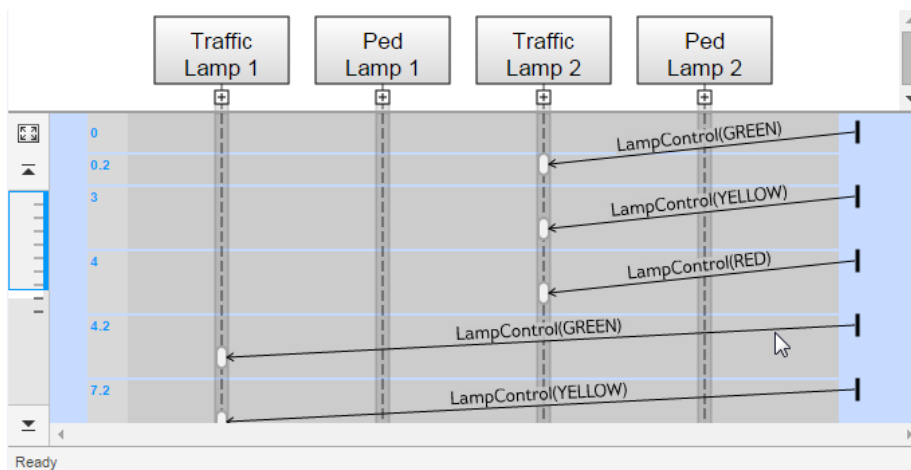 Traffic Lamp 1
Ped Lamp 1
Traffic Lamp 2
Ped Lamp 2
0
LampControl(GREEN)
0.2
3
LampControl(YELLOW)
4
LampControl(RED)
4.2
LampControl(GREEN)
7.2
LampControl(YELLOW)
Ready